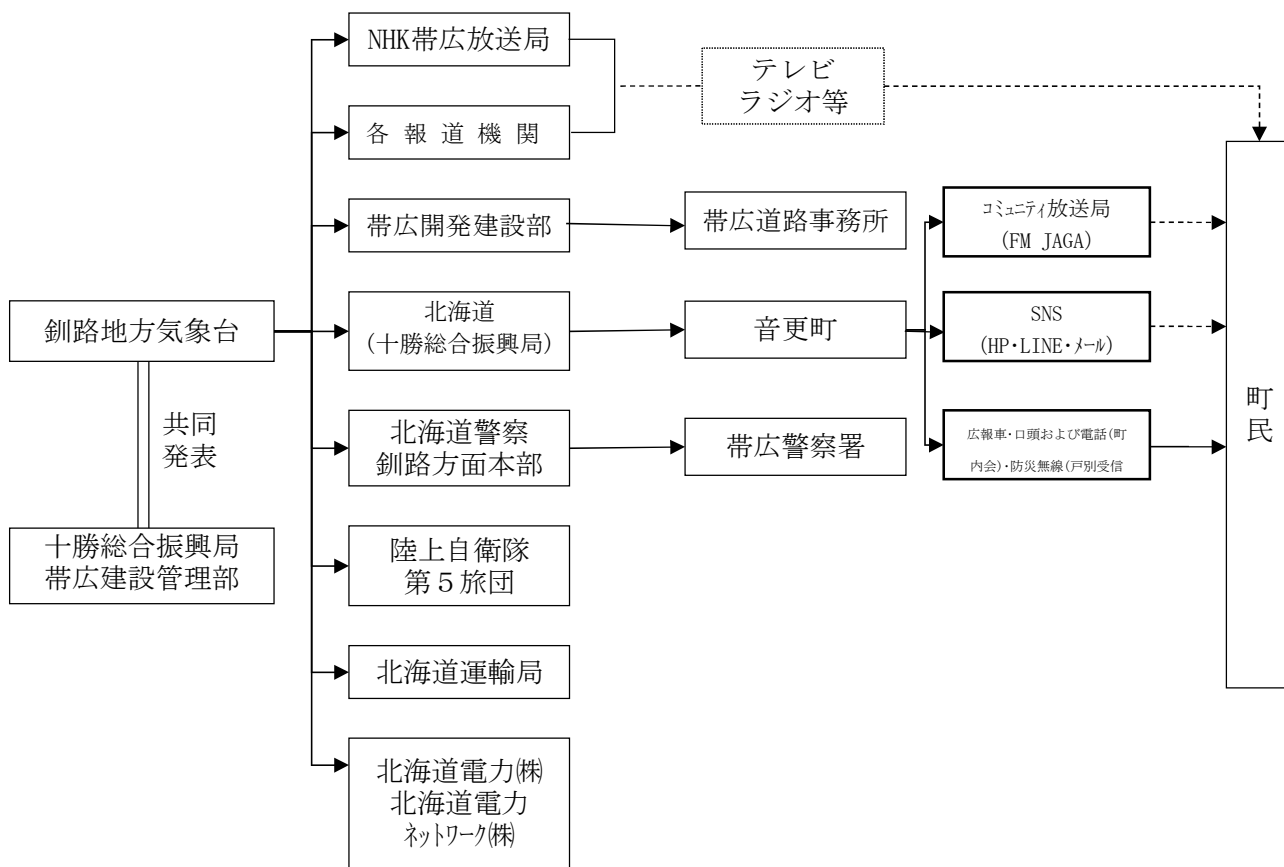 NHK帯広放送局
テレビ
ラジオ等
各報道機関
帯広開発建設部
帯広道路事務所
コミュニティ放送局
(FM JAGA)
釧路地方気象台
北海道
(十勝総合振興局)
音更町
SNS
(HP・LINE・メール)
町民
共同
発表
北海道警察
釧路方面本部
帯広警察署
広報車・口頭および電話(町
内会)・防災無線(戸別受信
十勝総合振興局
帯広建設管理部
陸上自衛隊
第5旅団
北海道運輸局
北海道電力㈱
北海道電力
ネットワーク㈱